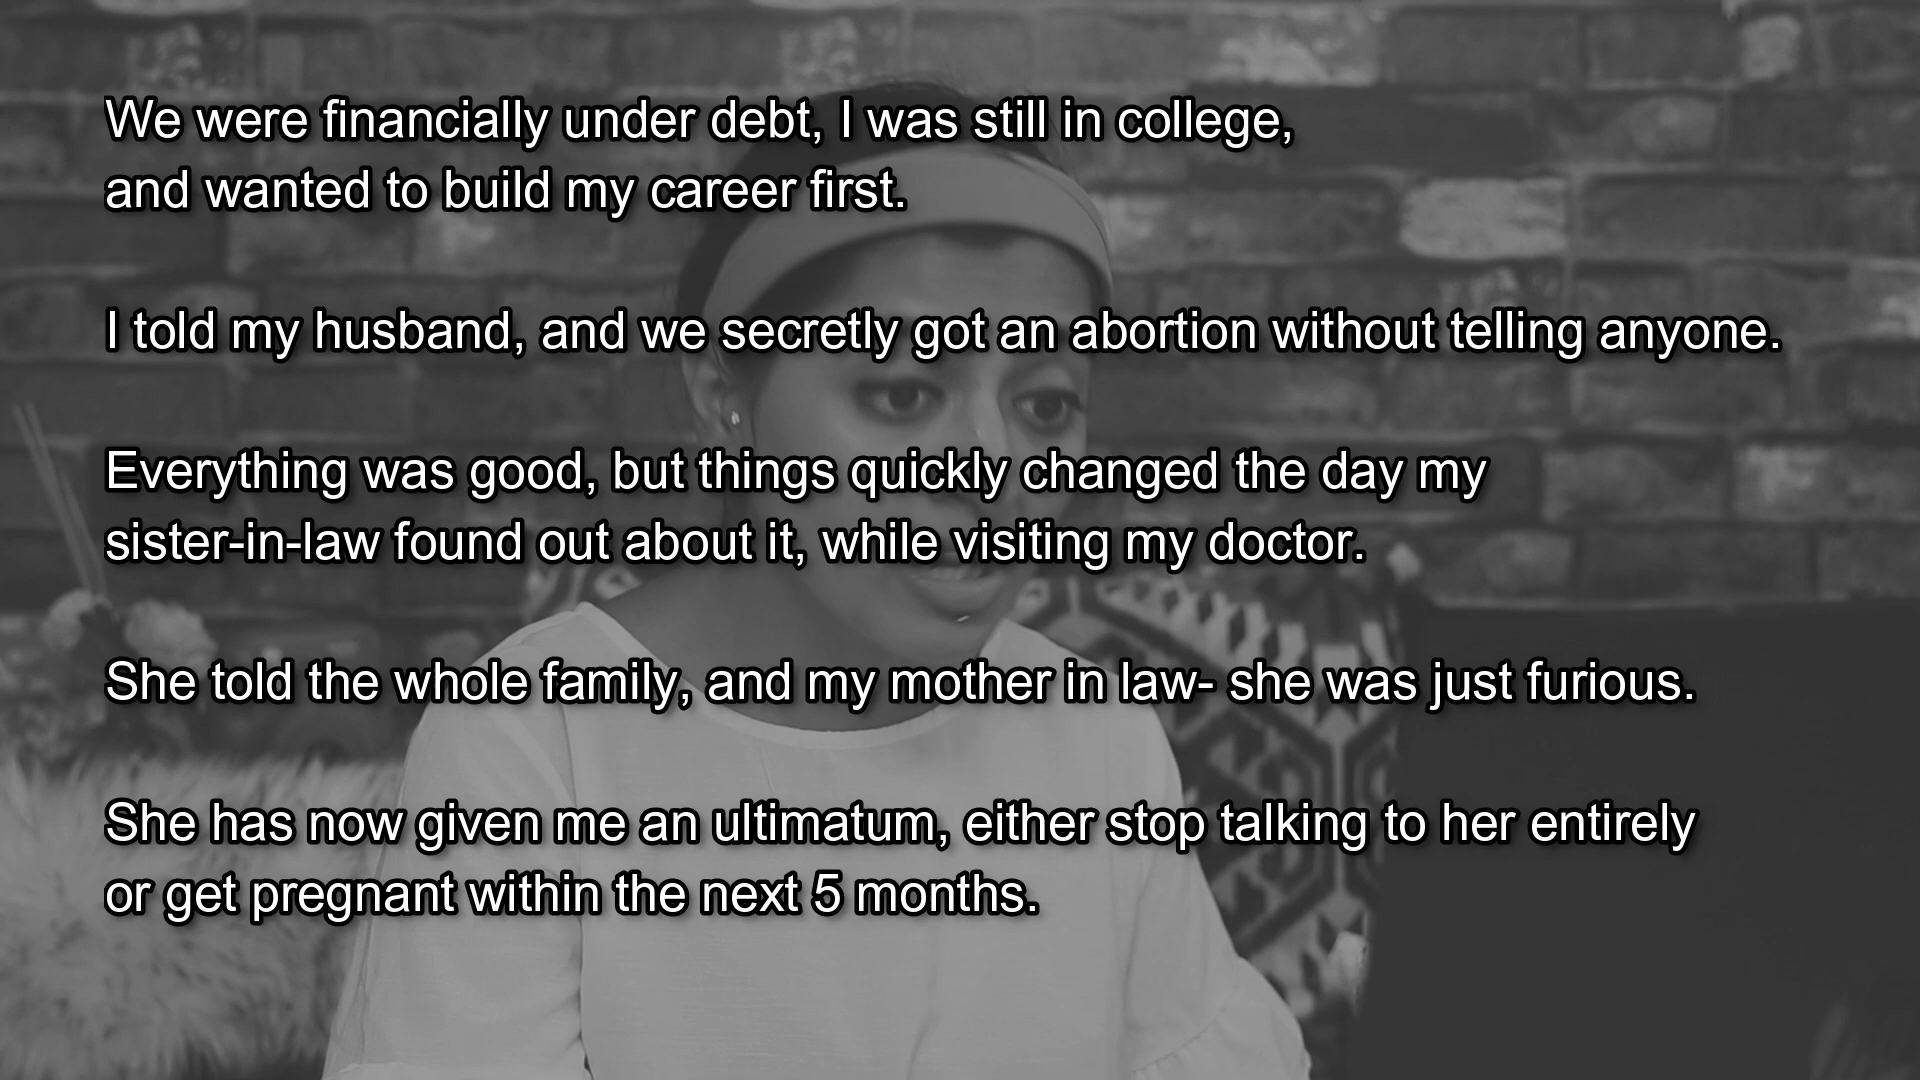 We were financially under debt, I was still in college,
and wanted to build my career first.
I told my husband, and we secretly got an abortion without telling anyone.
Everything was good, but things quickly changed the day my
sister-in-law found out about it, while visiting my doctor.
She told the whole family, and my mother in law- she was just furious.
She has now given me an ultimatum, either stop talking to her entirely
or get pregnant within the next 5 months.